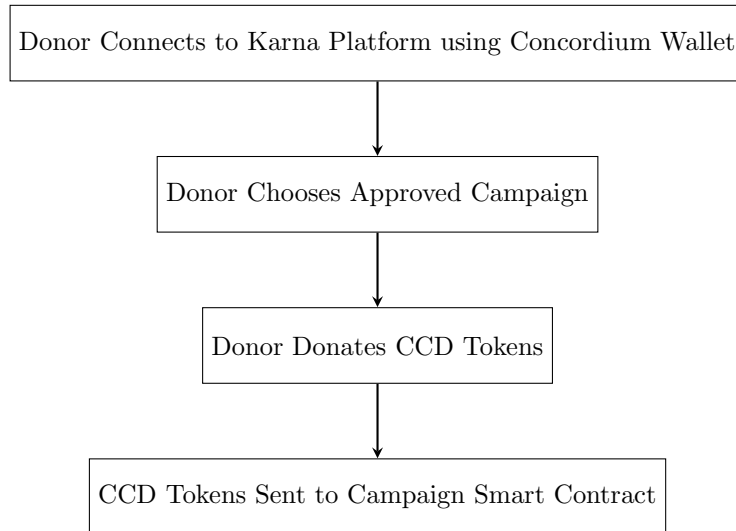 Donor Connects to Karna Platform using Concordium Wallet
Donor Chooses Approved Campaign
Donor Donates CCD Tokens
CCD Tokens Sent to Campaign Smart Contract